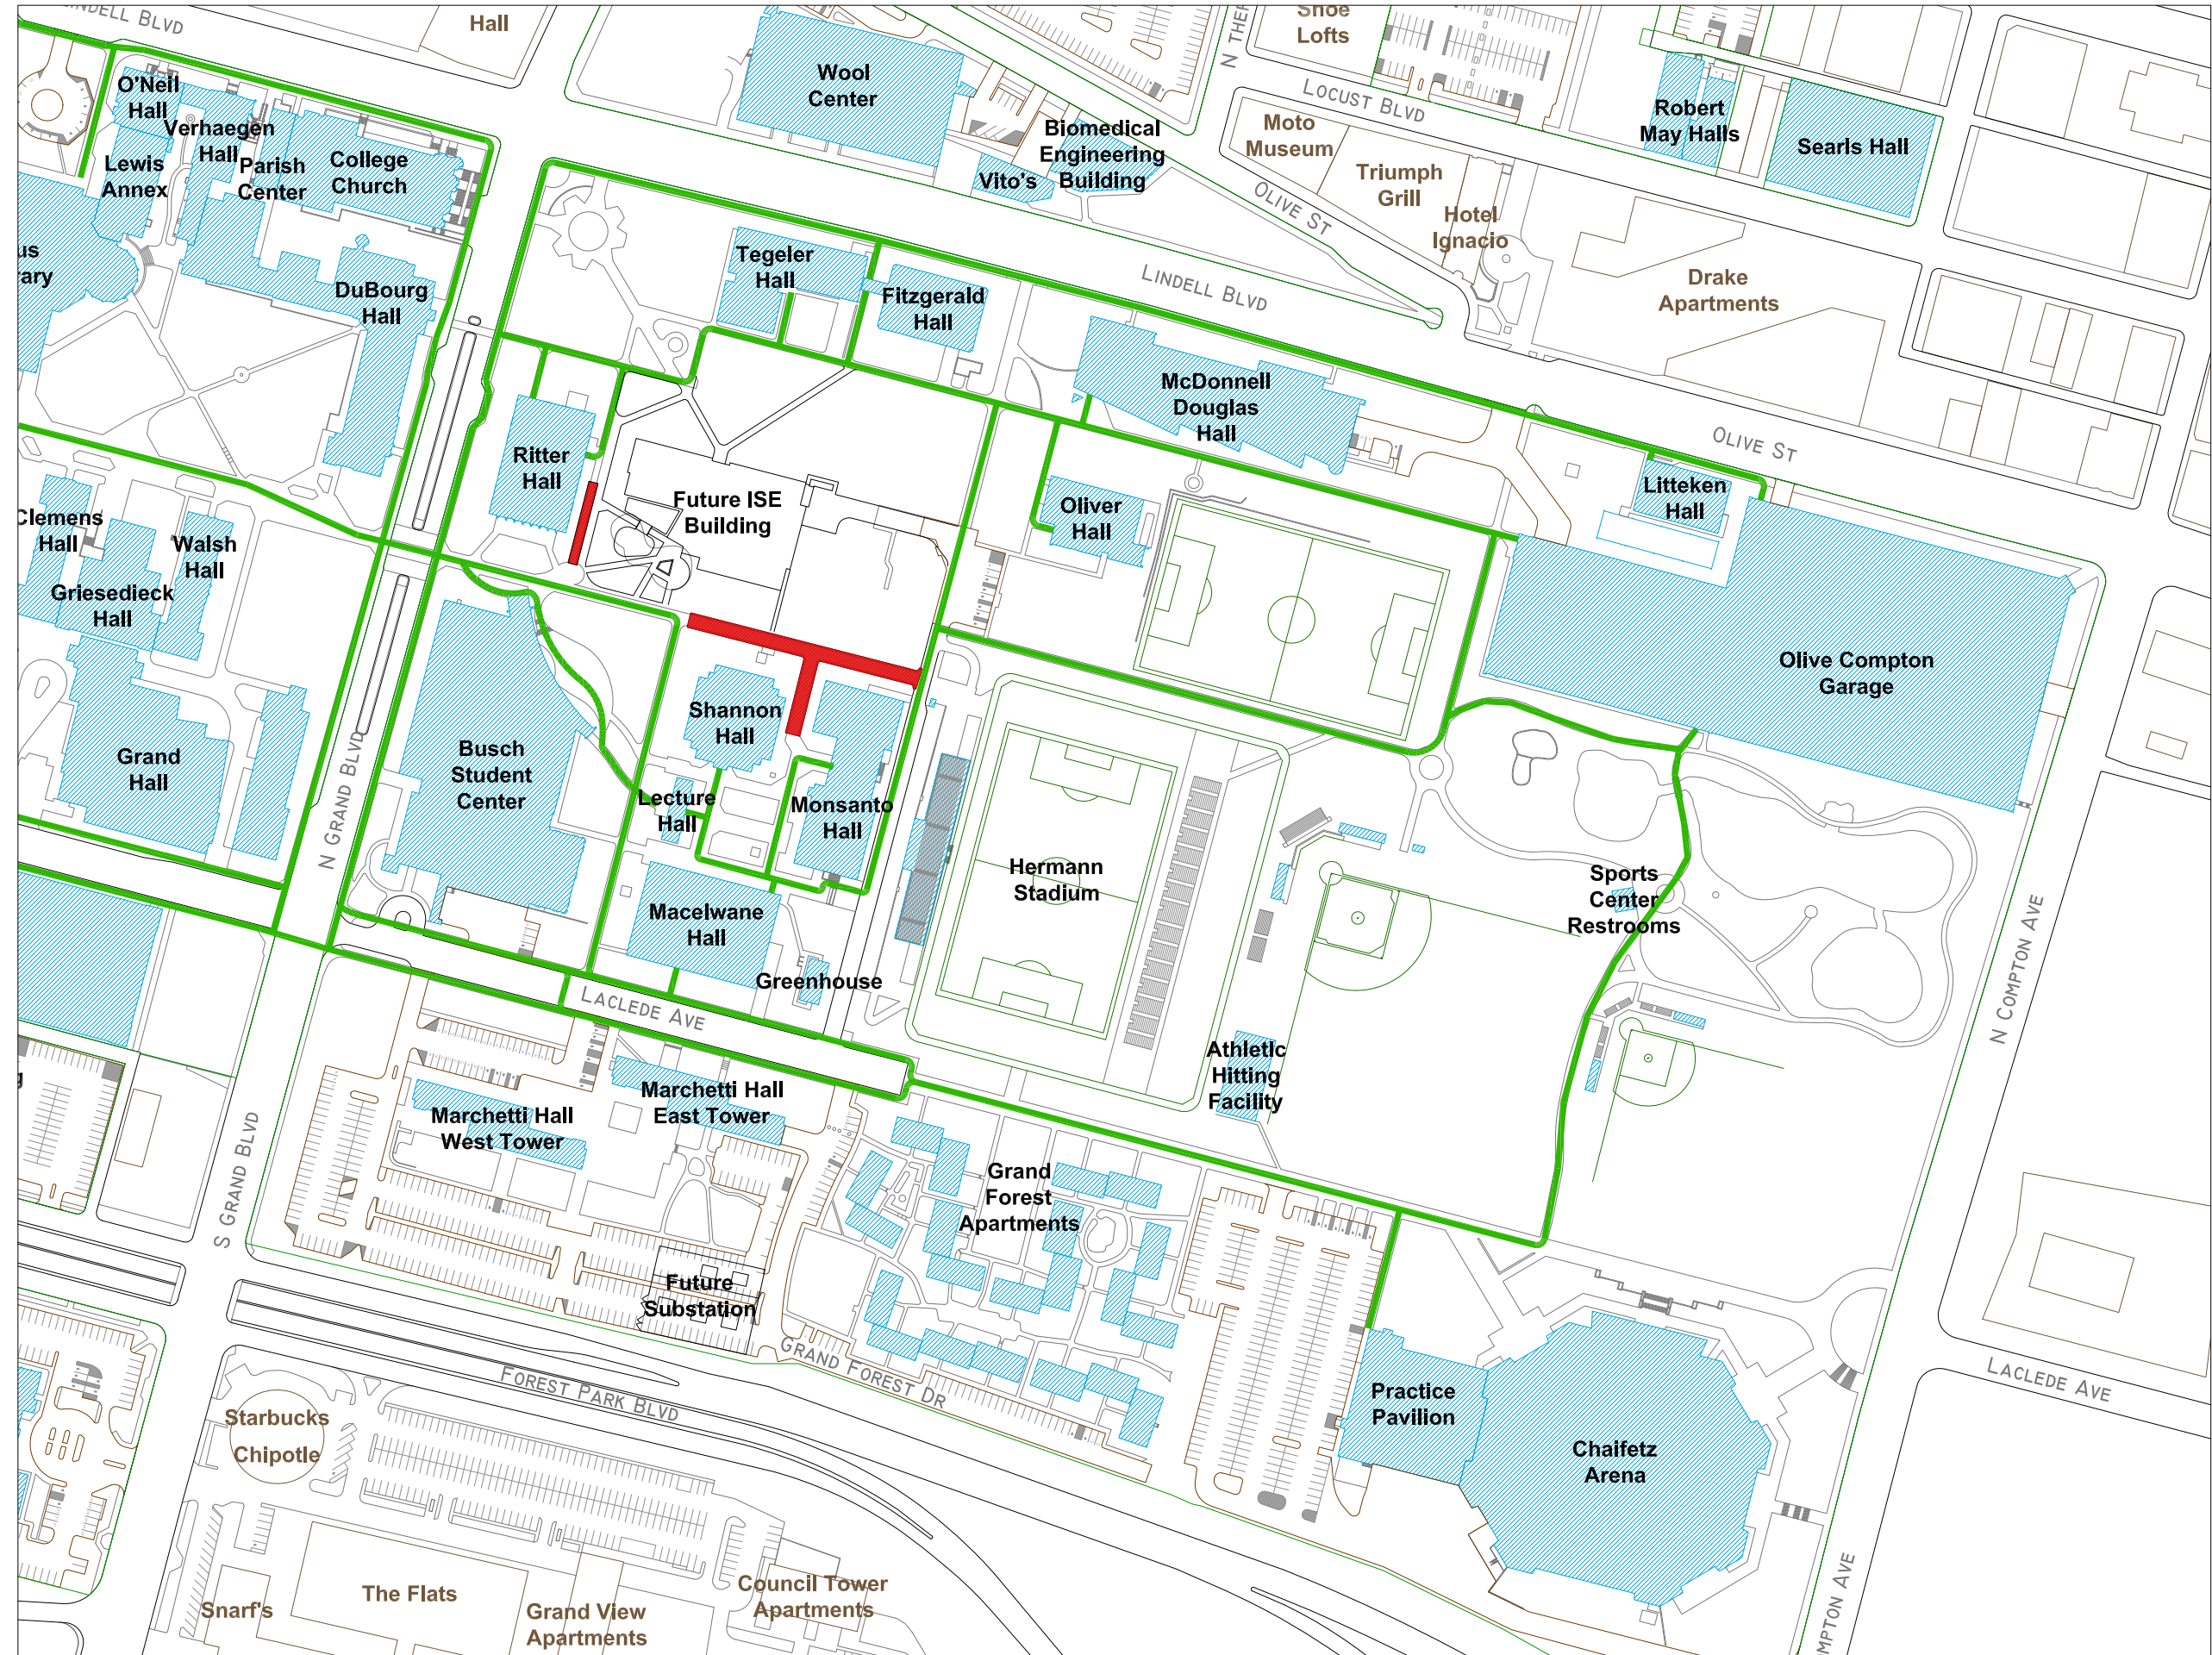 LINDELL BLVD
Hall
Shoe
Lofts
O'Neil
Hall
Verhaegen
Hall
Parish
Center
College
Church
Lewis
Annex
DuBourg
Hall
Wool
Center
Biomedical
Engineering
Building
Vito's
Moto
Museum
LOCUST BLVD
Triumph
Grill
Hotel
Ignacio
OLIVE ST
Robert
May Halls
Searls Hall
Drake
Apartments
Tegeler
Hall
Fitzgerald
Hall
LINDELL BLVD
McDonnell
Douglas
Hall
OLIVE ST
Ritter
Hall
Future ISE
Building
Oliver
Hall
Litteken
Hall
Clemens
Hall
Walsh
Hall
Griesedieck
Hall
Grand
Hall
N GRAND BLVD
Busch
Student
Center
Shannon
Hall
Lecture
Hall
Monsanto
Hall
Macelwane
Hall
Greenhouse
Hermann
Stadium
Olive Compton
Garage
Sports
Center
Restrooms
N COMPTON AVE
LACLEDE AVE
Athletic
Hitting
Facility
Marchetti Hall
East Tower
Marchetti Hall
West Tower
S GRAND BLVD
Grand
Forest
Apartments
Future
Substation
GRAND FOREST DR
FOREST PARK BLVD
Starbucks
Chipotle
Practice
Pavilion
Chaifetz
Arena
LACLEDE AVE
Snarf's
The Flats
Grand View
Apartments
Council Tower
Apartments